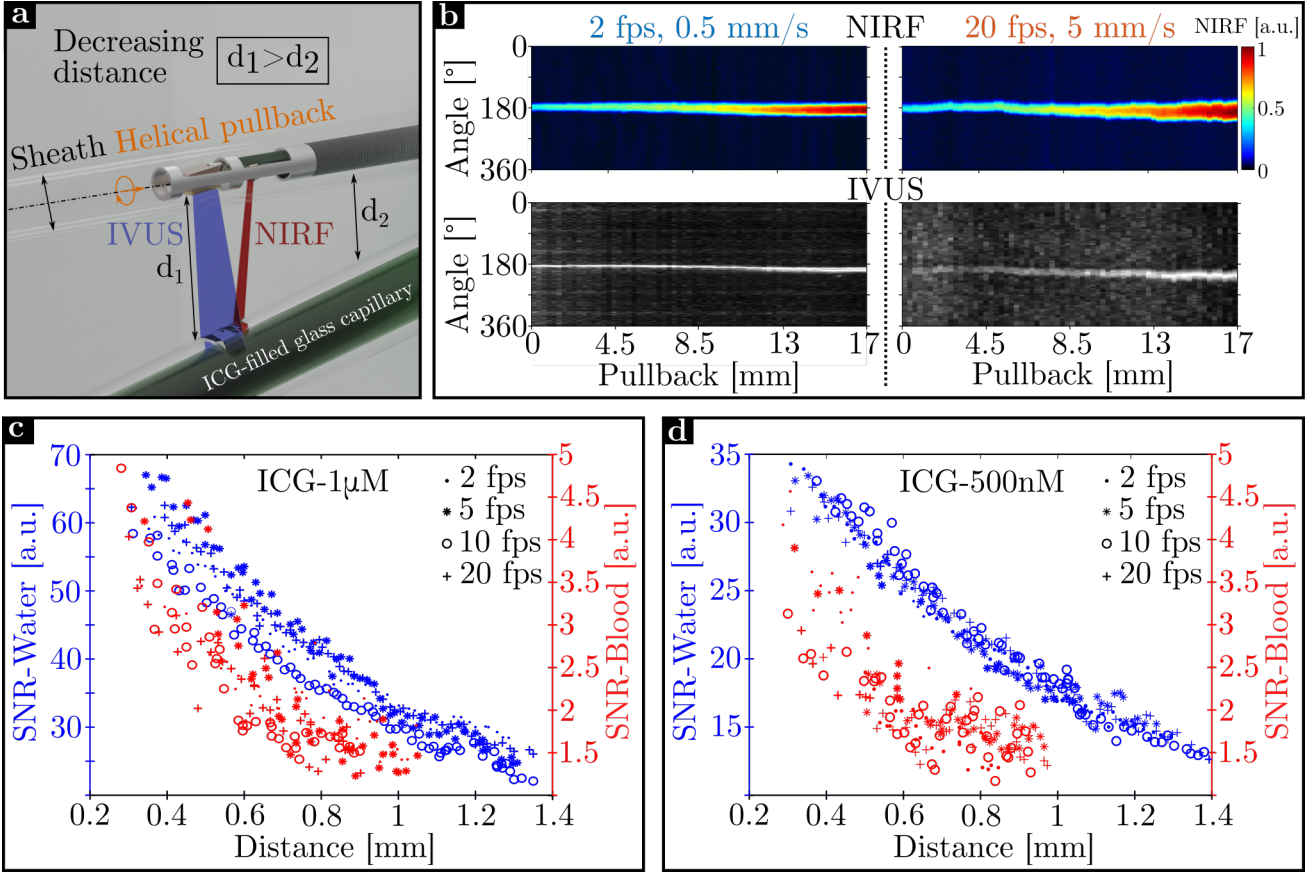 a
Decreasing
distance
d1>d2
Sheath Helical pullback
IVUS
NIRF
d1
d2
ICG-filled glass capillary
b
2 fps, 0.5 mm/s
NIRF
20 fps, 5 mm/s
NIRF [a.u.]
Angle [°]
0
180
360
1
0.5
0
IVUS
Angle [°]
0
180
360
0 4.5 8.5 13 17
0 4.5 8.5 13 17
Pullback [mm]
Pullback [mm]
c
ICG-1µM
2 fps
5 fps
10 fps
20 fps
SNR-Water [a.u.]
70
60
50
40
30
SNR-Blood [a.u.]
5
4.5
4
3.5
3
2.5
2
1.5
0.2 0.4 0.6 0.8 1 1.2 1.4
Distance [mm]
d
ICG-500nM
2 fps
5 fps
10 fps
20 fps
SNR-Water [a.u.]
35
30
25
20
15
SNR-Blood [a.u.]
5
4.5
4
3.5
3
2.5
2
1.5
0.2 0.4 0.6 0.8 1 1.2 1.4
Distance [mm]